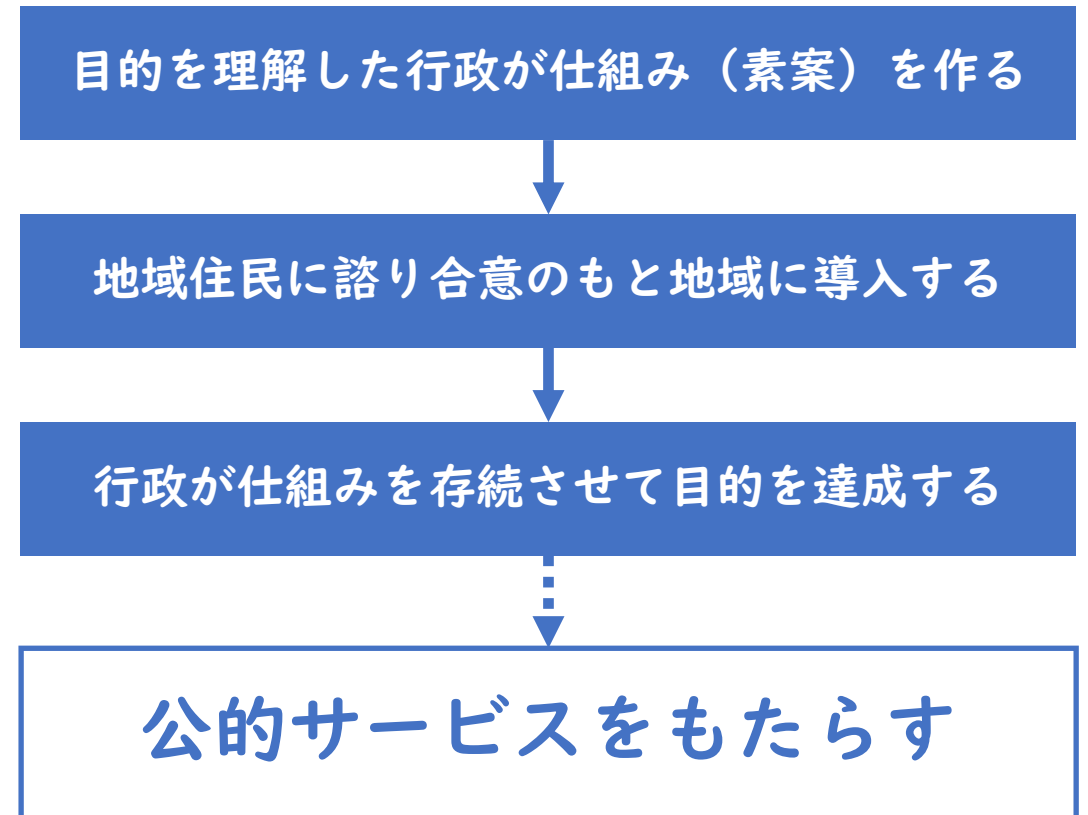 目的を理解した行政が仕組み（素案）を作る
地域住民に諮り合意のもと地域に導入する
行政が仕組みを存続させて目的を達成する
公的サービスをもたらす